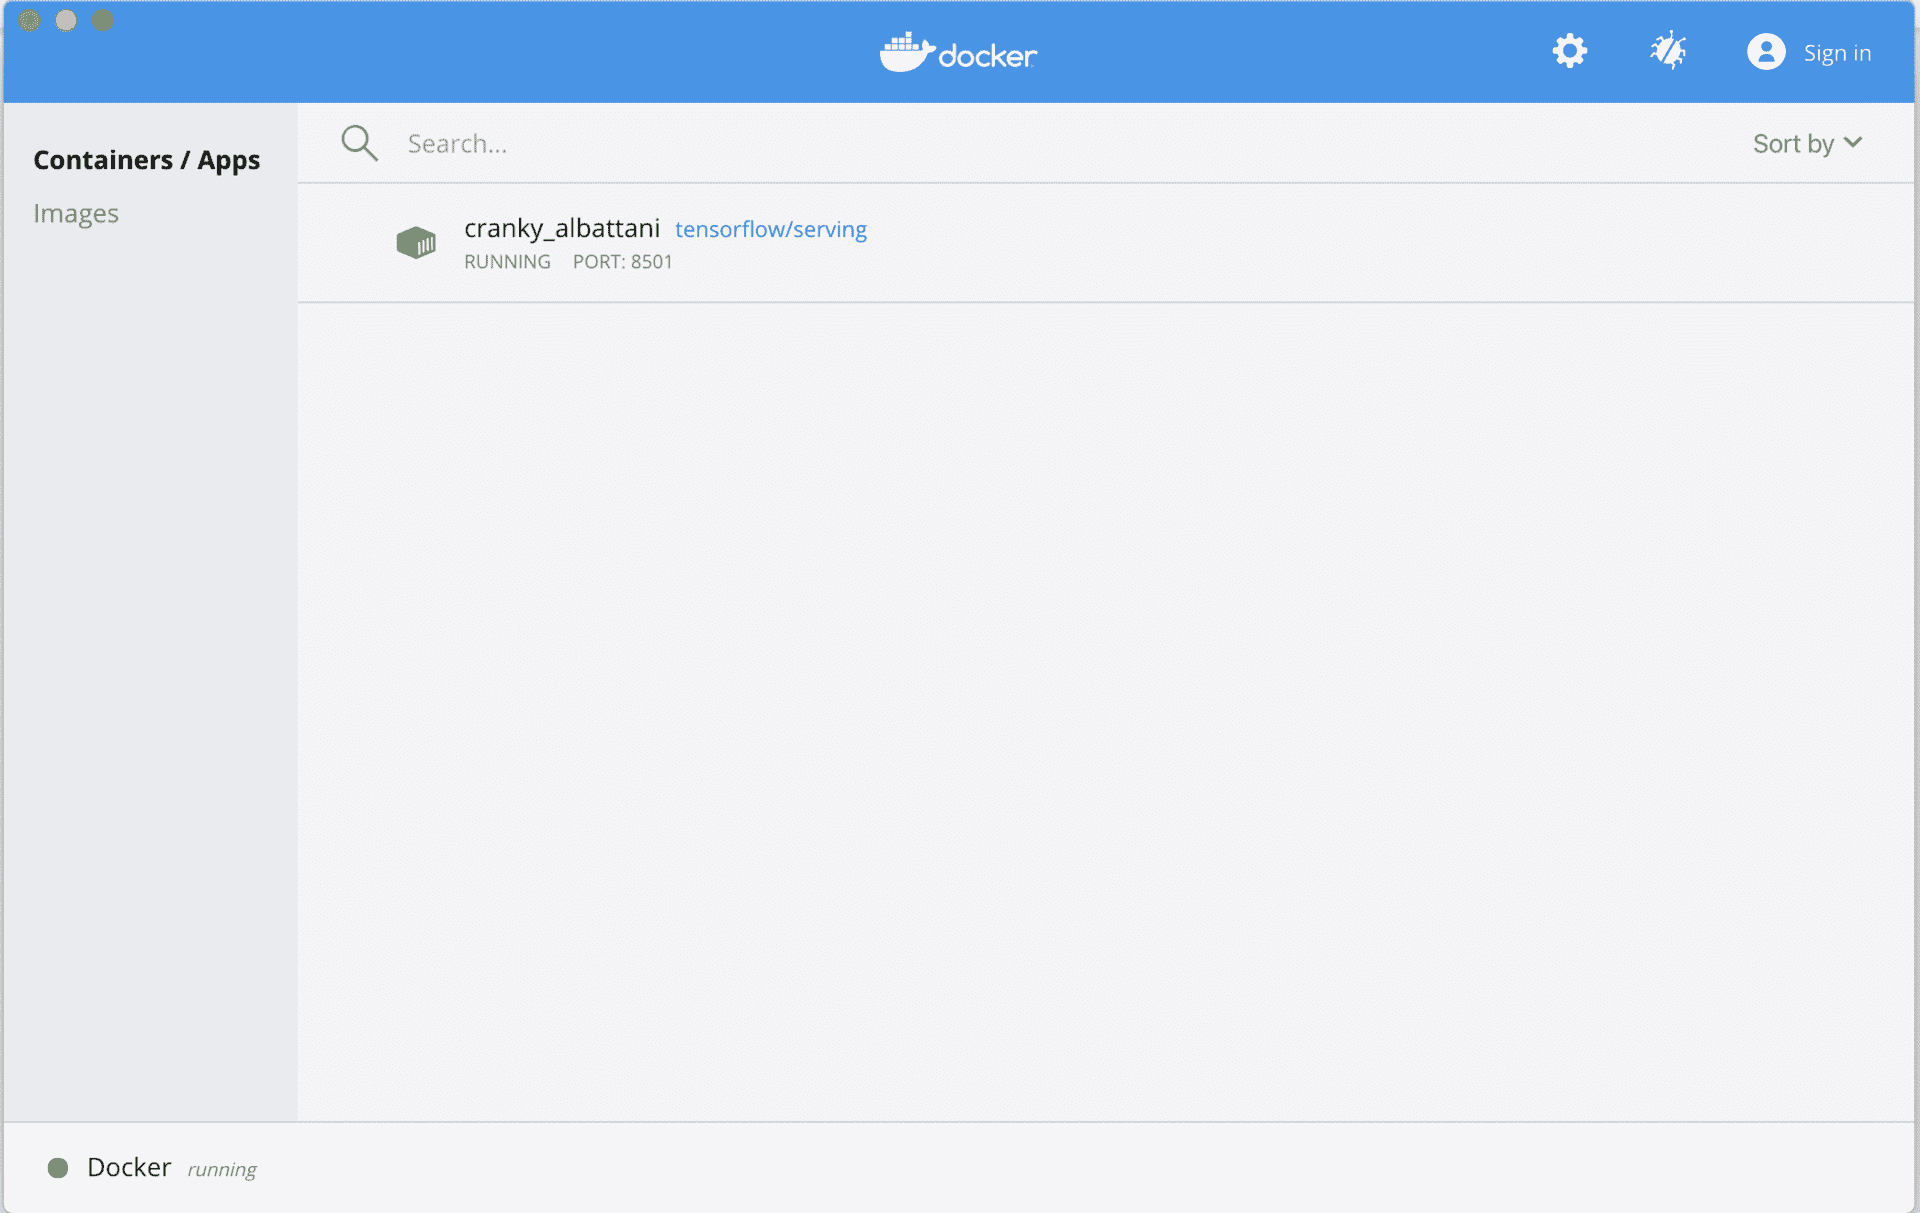 docker
Sign in
Containers / Apps
Images
Search...
Sort by
cranky_albattani tensorflow/serving
RUNNING PORT: 8501
Docker running